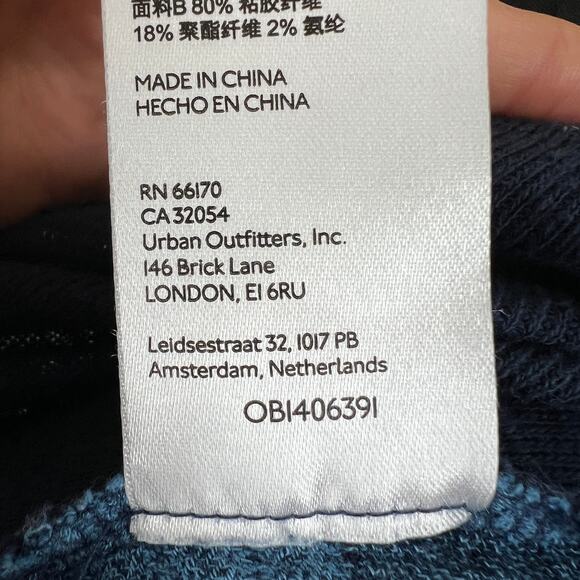 面料B 80% 粘胶纤维
18% 聚酯纤维 2% 氨纶
MADE IN CHINA
HECHO EN CHINA
RN 66170
CA 32054
Urban Outfitters, Inc.
146 Brick Lane
LONDON, E1 6RU
Leidsestraat 32, 1017 PB
Amsterdam, Netherlands
OB1406391